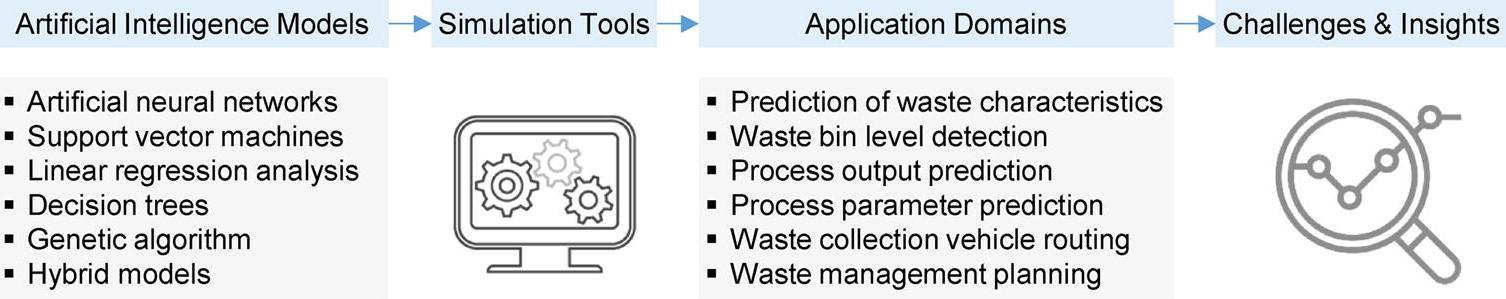 Artificial Intelligence Models
Simulation Tools
Application Domains
Challenges & Insights
▪ Artificial neural networks
▪ Support vector machines
▪ Linear regression analysis
▪ Decision trees
▪ Genetic algorithm
▪ Hybrid models
▪ Prediction of waste characteristics
▪ Waste bin level detection
▪ Process output prediction
▪ Process parameter prediction
▪ Waste collection vehicle routing
▪ Waste management planning